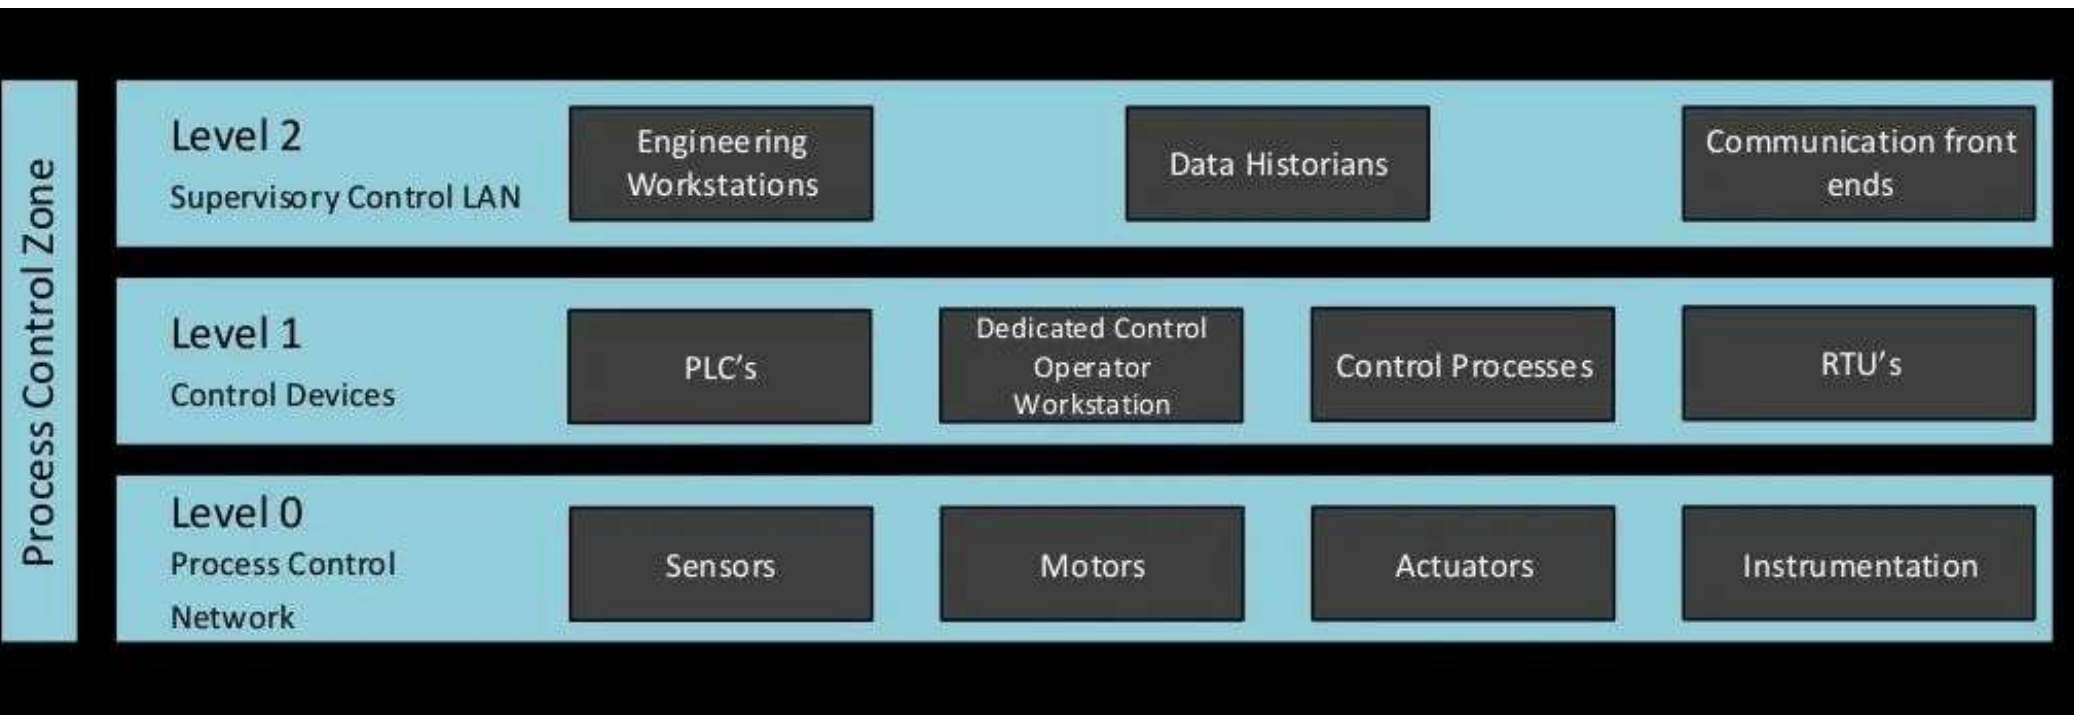 Process Control Zone
Level 2
Supervisory Control LAN
Engineering
Workstations
Data Historians
Communication front
ends
Level 1
Control Devices
PLC’s
Dedicated Control
Operator
Workstation
Control Processes
RTU’s
Level 0
Process Control
Network
Sensors
Motors
Actuators
Instrumentation